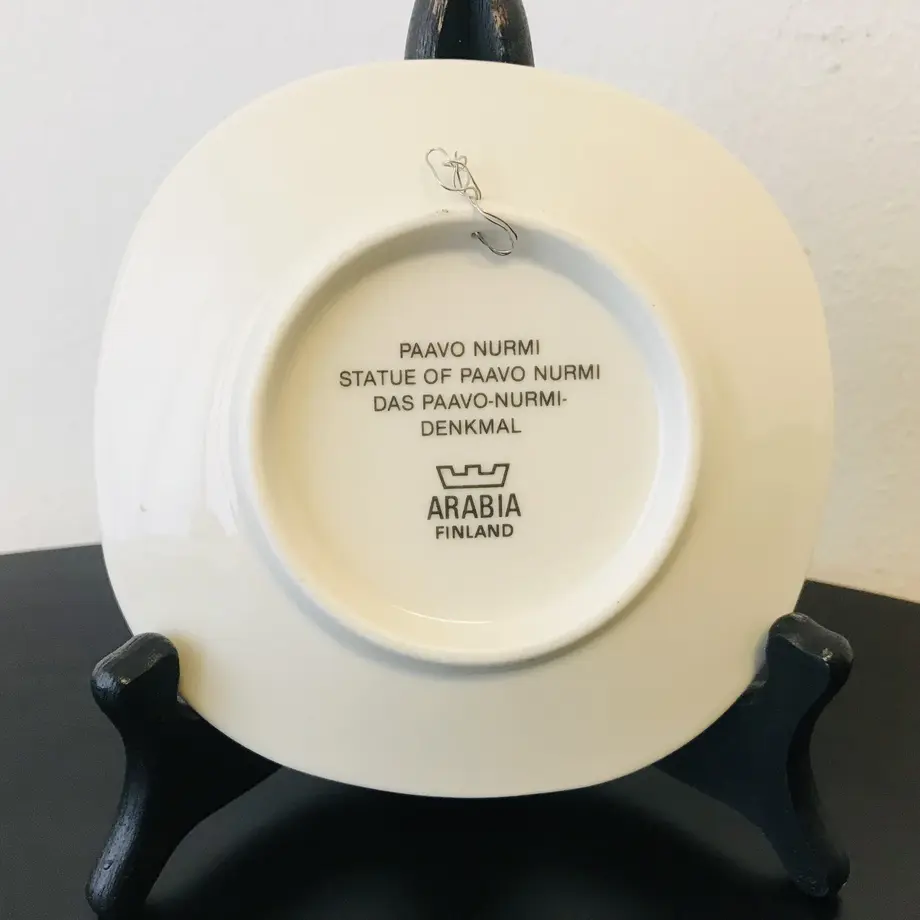 PAAVO NURMI
STATUE OF PAAVO NURMI
DAS PAAVO-NURMI-
DENKMAL
ARABIA
FINLAND